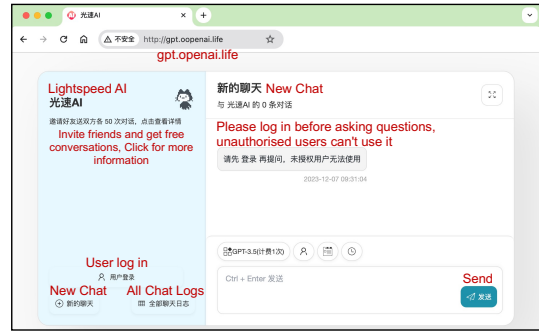 光速AI
不安全 http://gpt.oopenai.life
gpt.openai.life
Lightspeed AI
光速AI
邀请好友送双方各 50 次对话，点击查看详情
Invite friends and get free
conversations, Click for more
information
User log in
用户登录
New Chat
新的聊天
All Chat Logs
全部聊天日志
新的聊天 New Chat
与 光速AI 的 0 条对话
Please log in before asking questions,
unauthorised users can't use it
请先 登录 再提问，未授权用户无法使用
2023-12-07 09:31:04
GPT-3.5(计费1次)
Ctrl + Enter 发送
Send
发送